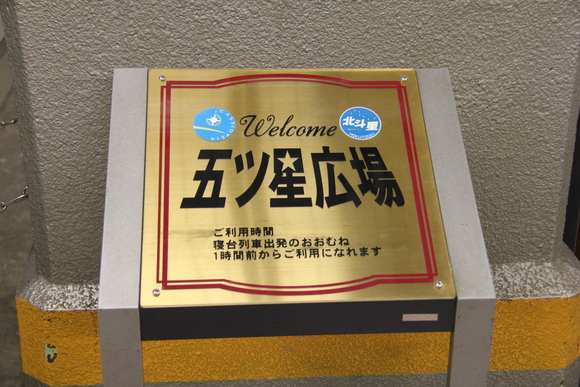 CASSIOPEIA
Welcome
北斗星
HOKUTOSEI
五ツ星広場
ご利用時間
寝台列車出発のおおむね
1時間前からご利用になれます